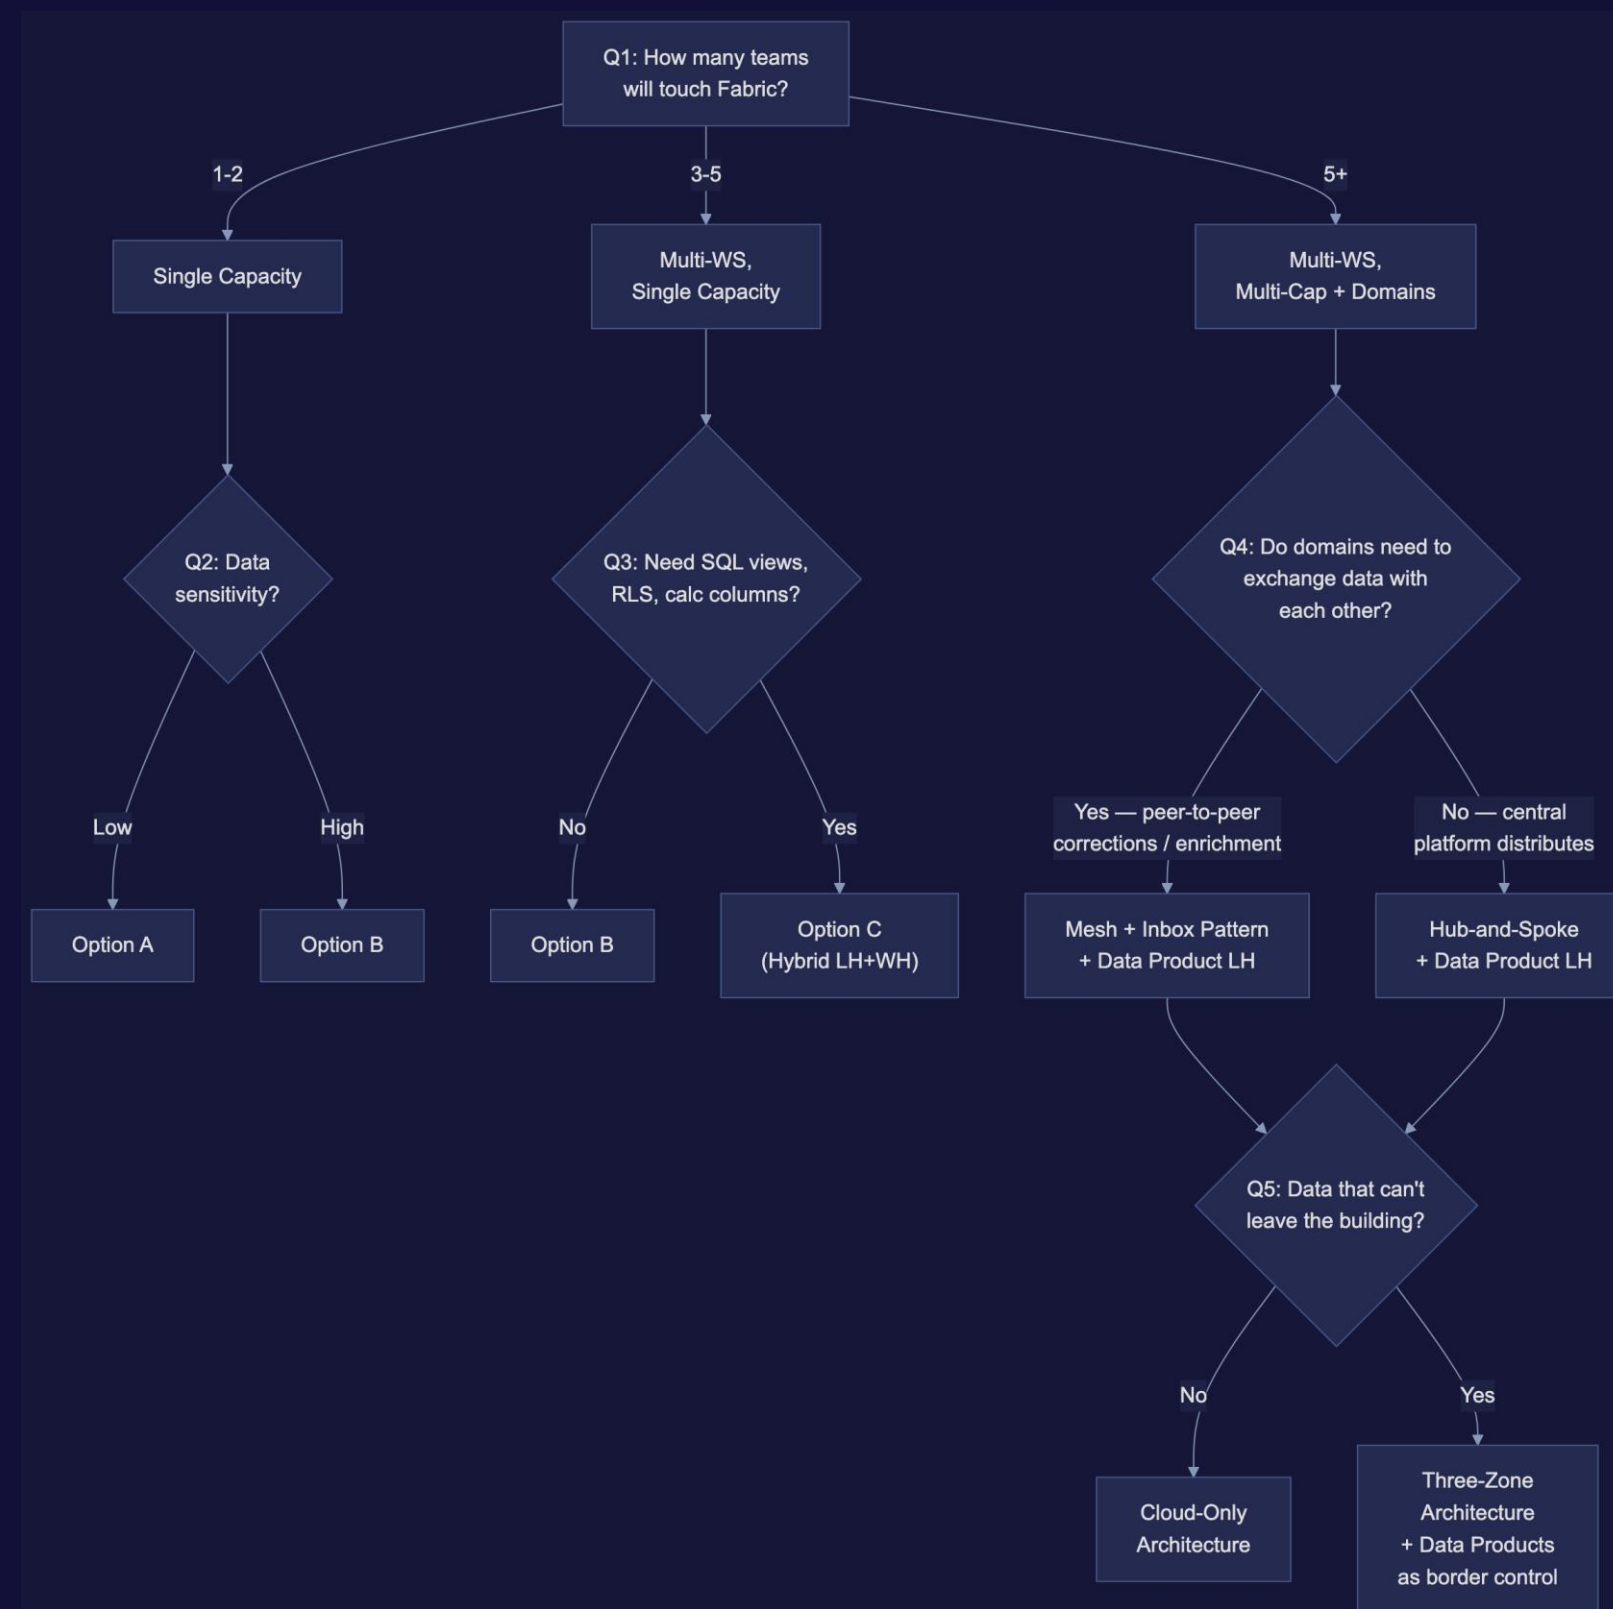 Q1: How many teams
will touch Fabric?
1-2
3-5
5+
Single Capacity
Multi-WS,
Single Capacity
Multi-WS,
Multi-Cap + Domains
Q2: Data
sensitivity?
Q3: Need SQL views,
RLS, calc columns?
Q4: Do domains need to
exchange data with
each other?
Low
High
No
Yes
Yes — peer-to-peer
corrections / enrichment
No — central
platform distributes
Option A
Option B
Option B
Option C
(Hybrid LH+WH)
Mesh + Inbox Pattern
+ Data Product LH
Hub-and-Spoke
+ Data Product LH
Q5: Data that can't
leave the building?
No
Yes
Cloud-Only
Architecture
Three-Zone
Architecture
+ Data Products
as border control